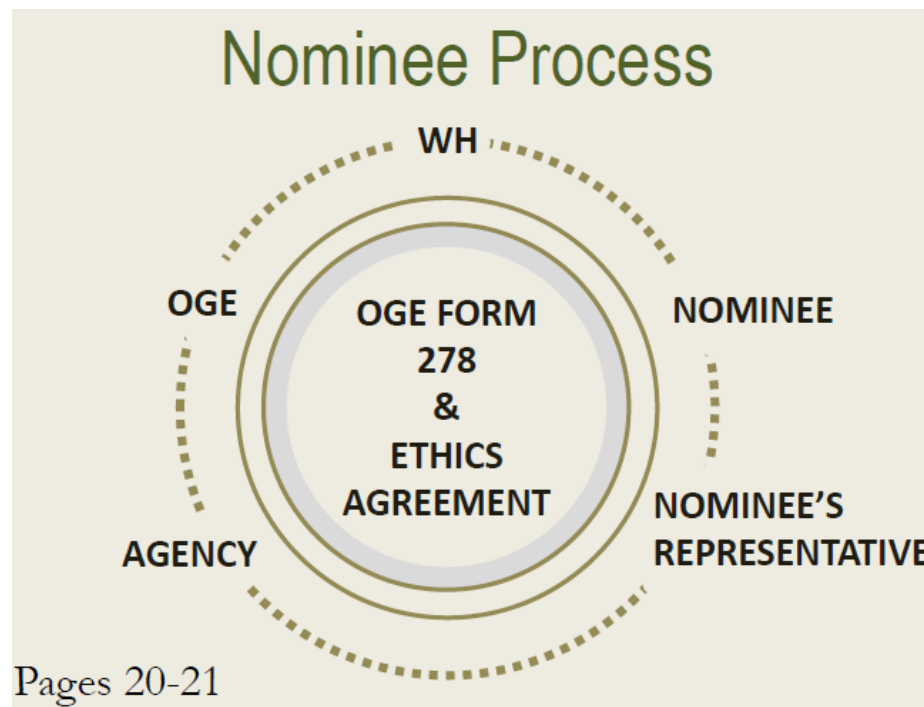 Nominee Process
WH
OGE
NOMINEE
OGE FORM
278
&
ETHICS
AGREEMENT
AGENCY
NOMINEE’S
REPRESENTATIVE
Pages 20-21